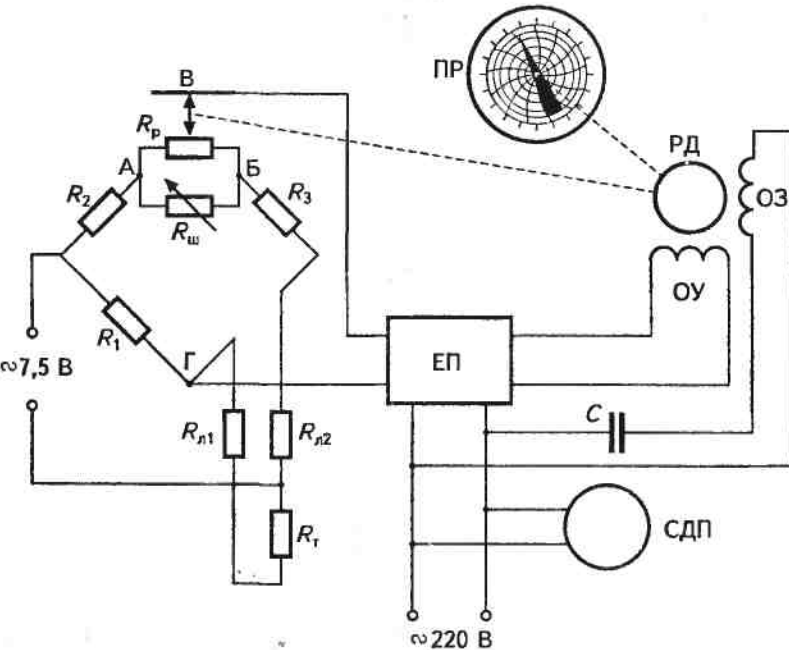 ПР
В
Rр
РД
А
Б
R2
R3
ОЗ
Rш
ОУ
R1
Г
ЕП
≂7,5 В
С
Rл1
Rл2
СДП
Rт
≂220 В